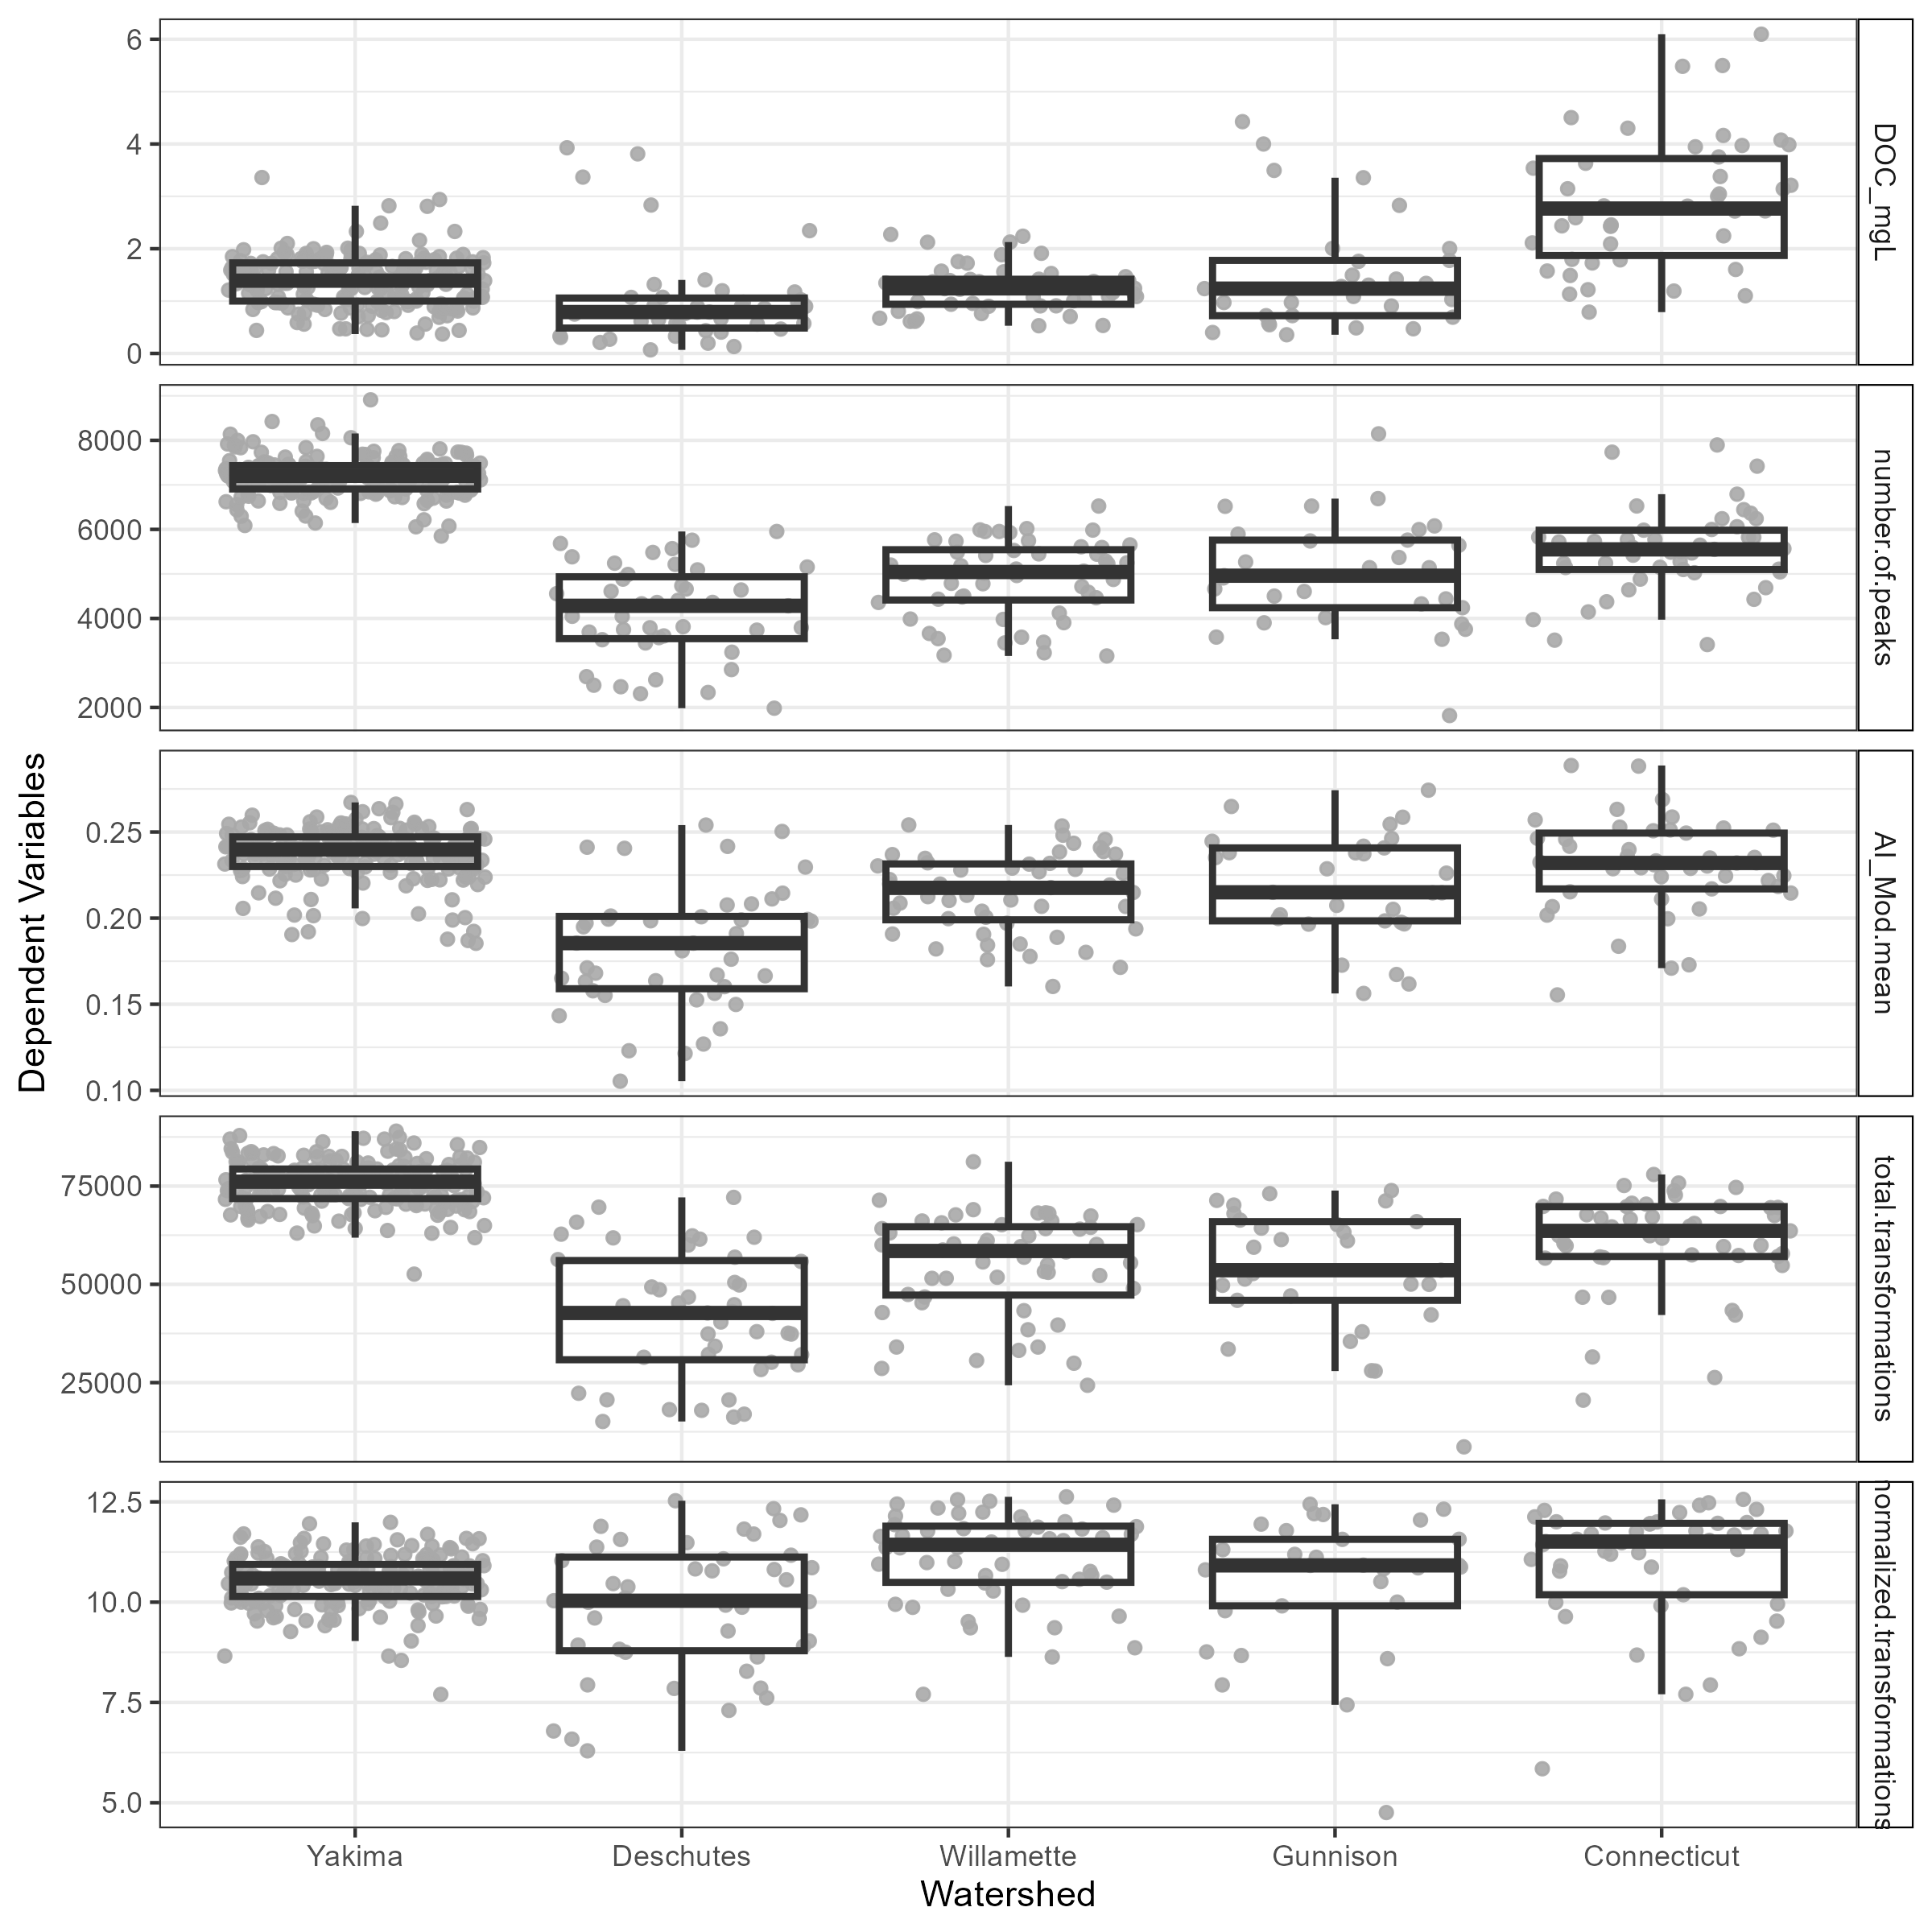 Dependent Variables
6
4
2
0
DOC_mgL
8000
6000
4000
2000
number.of.peaks
0.25
0.20
0.15
0.10
AI_Mod.mean
75000
50000
25000
total.transformations
12.5
10.0
7.5
5.0
normalized.transformations
Yakima Deschutes Willamette Gunnison Connecticut
Watershed